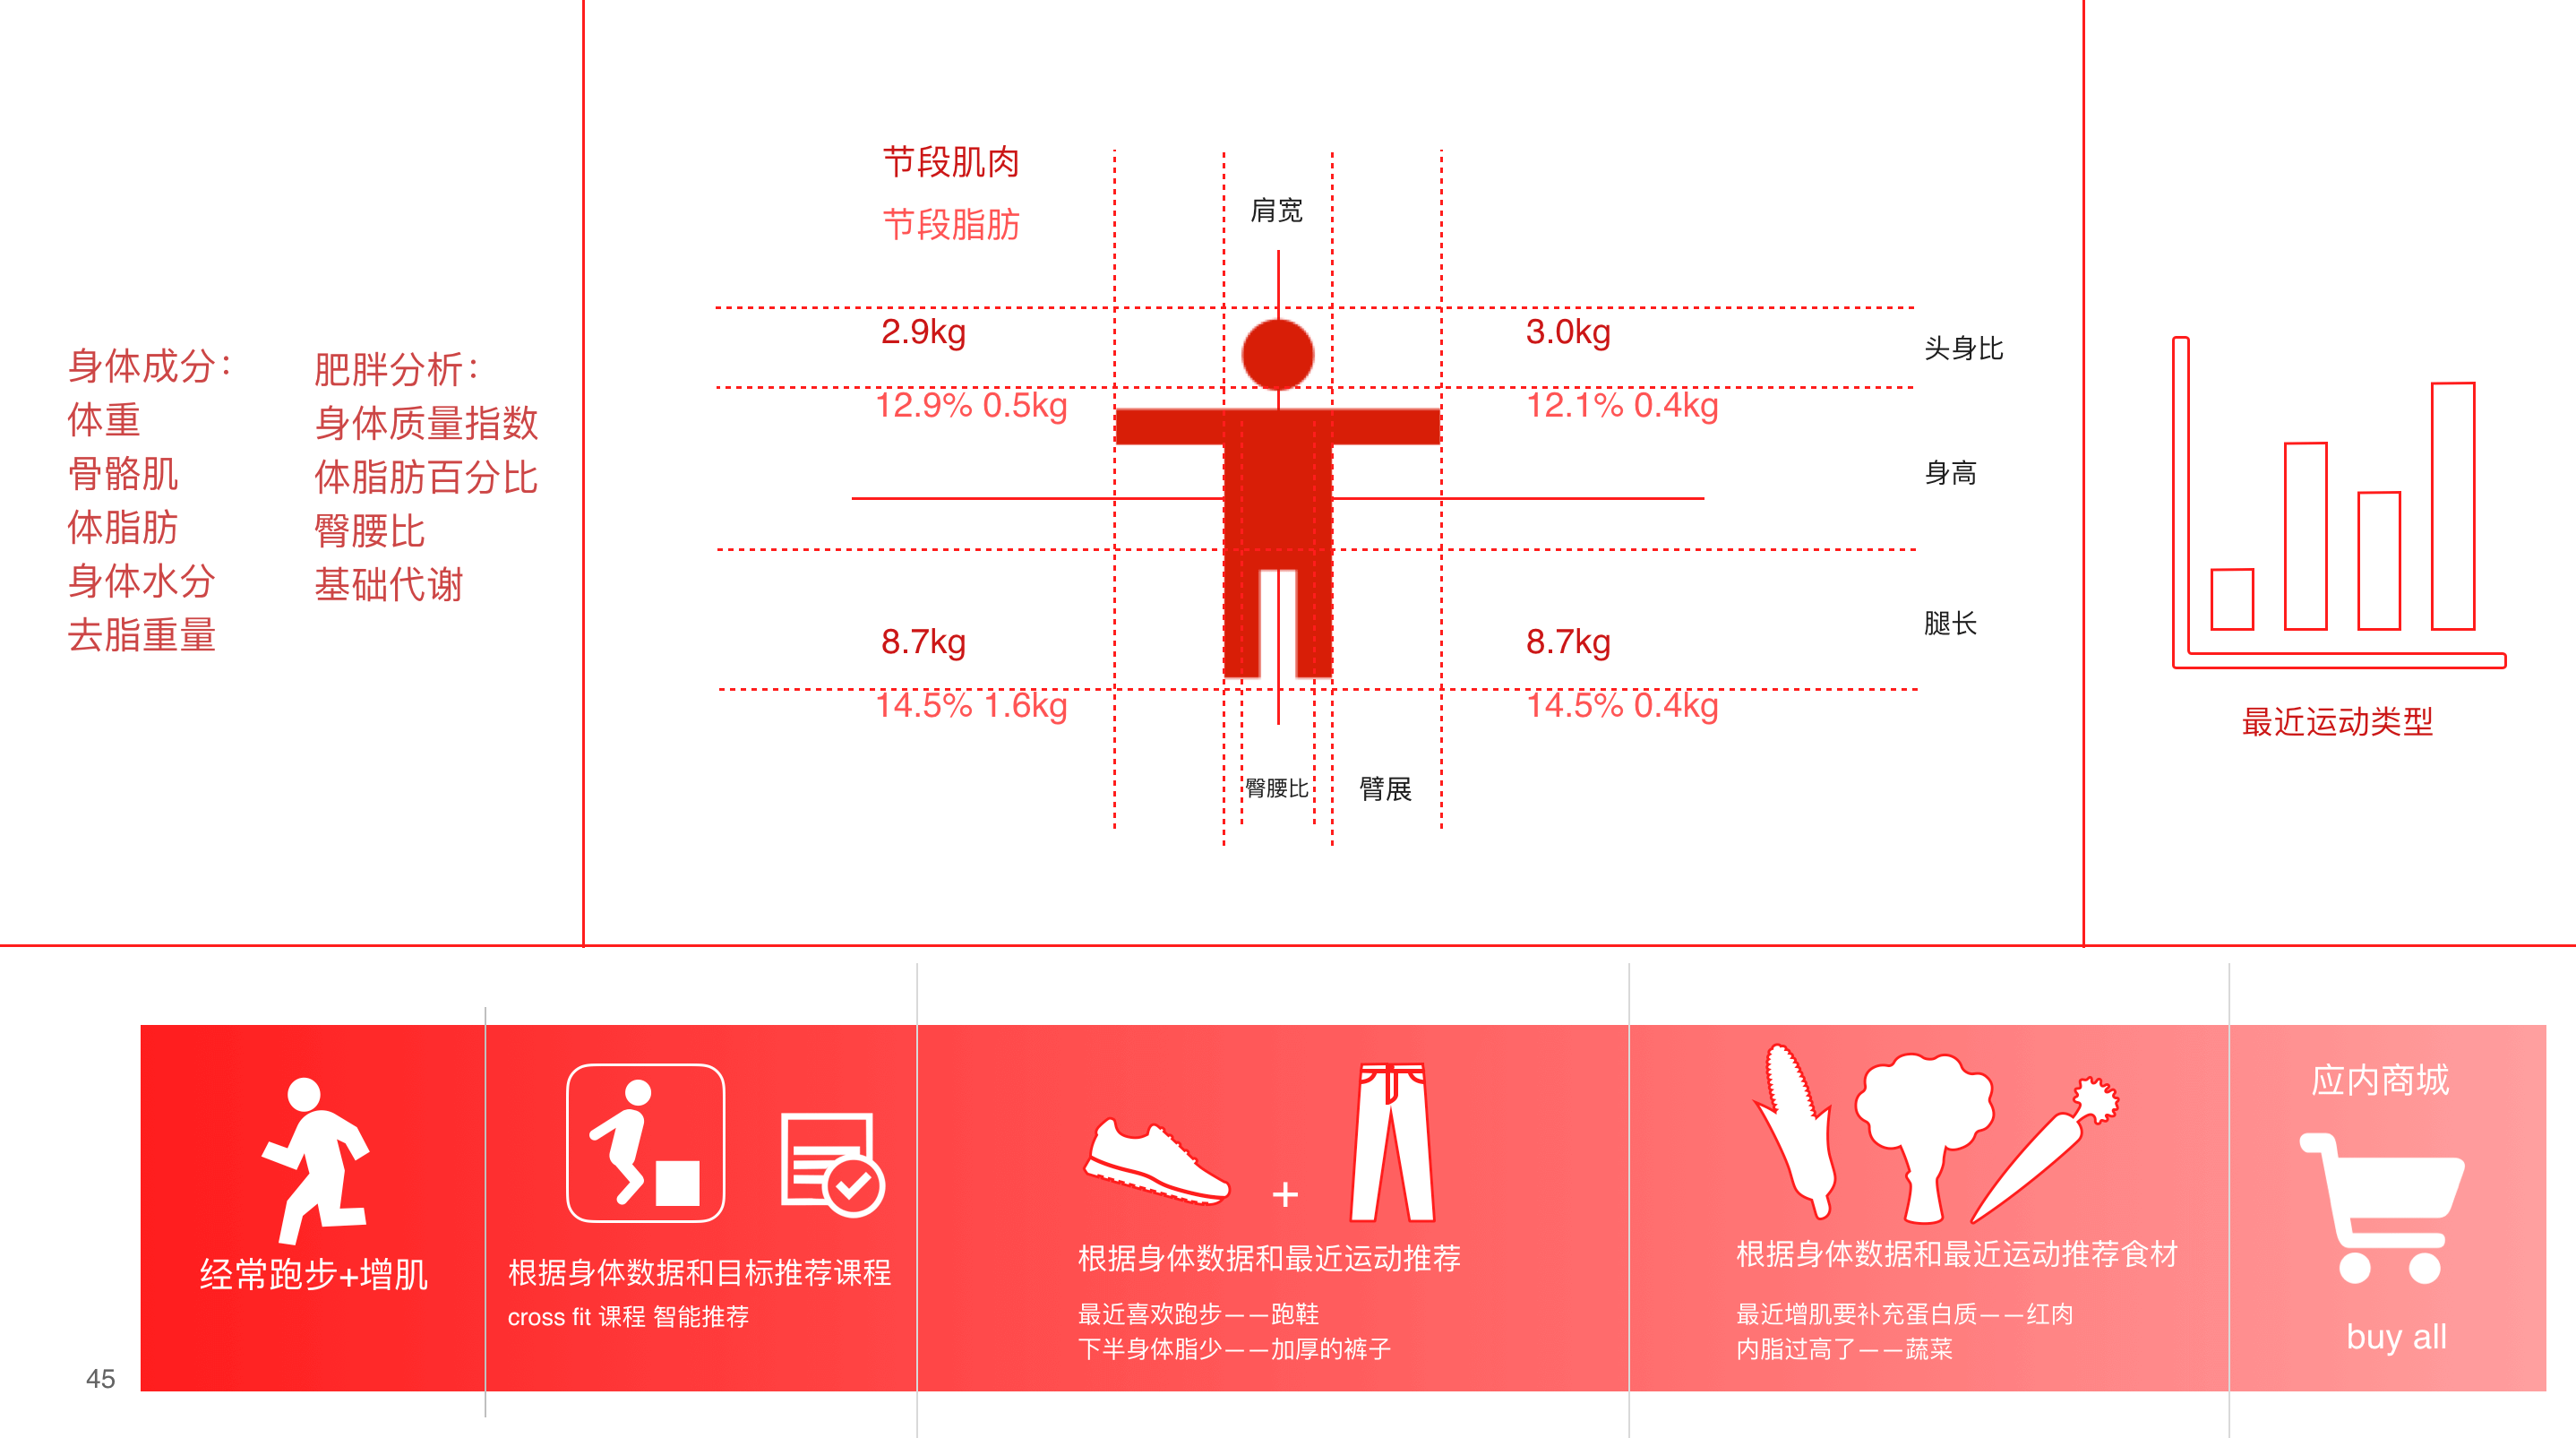 身体成分：
体重
骨骼肌
体脂肪
身体水分
去脂重量
肥胖分析：
身体质量指数
体脂肪百分比
臀腰比
基础代谢
节段肌肉
节段脂肪
肩宽
2.9kg
3.0kg
头身比
12.9% 0.5kg
12.1% 0.4kg
身高
腿长
8.7kg
8.7kg
14.5% 1.6kg
14.5% 0.4kg
臀腰比
臂展
最近运动类型
经常跑步+增肌
根据身体数据和目标推荐课程
cross fit 课程 智能推荐
+
根据身体数据和最近运动推荐
最近喜欢跑步——跑鞋
下半身体脂少——加厚的裤子
根据身体数据和最近运动推荐食材
最近增肌要补充蛋白质——红肉
内脂过高了——蔬菜
应内商城
buy all
45